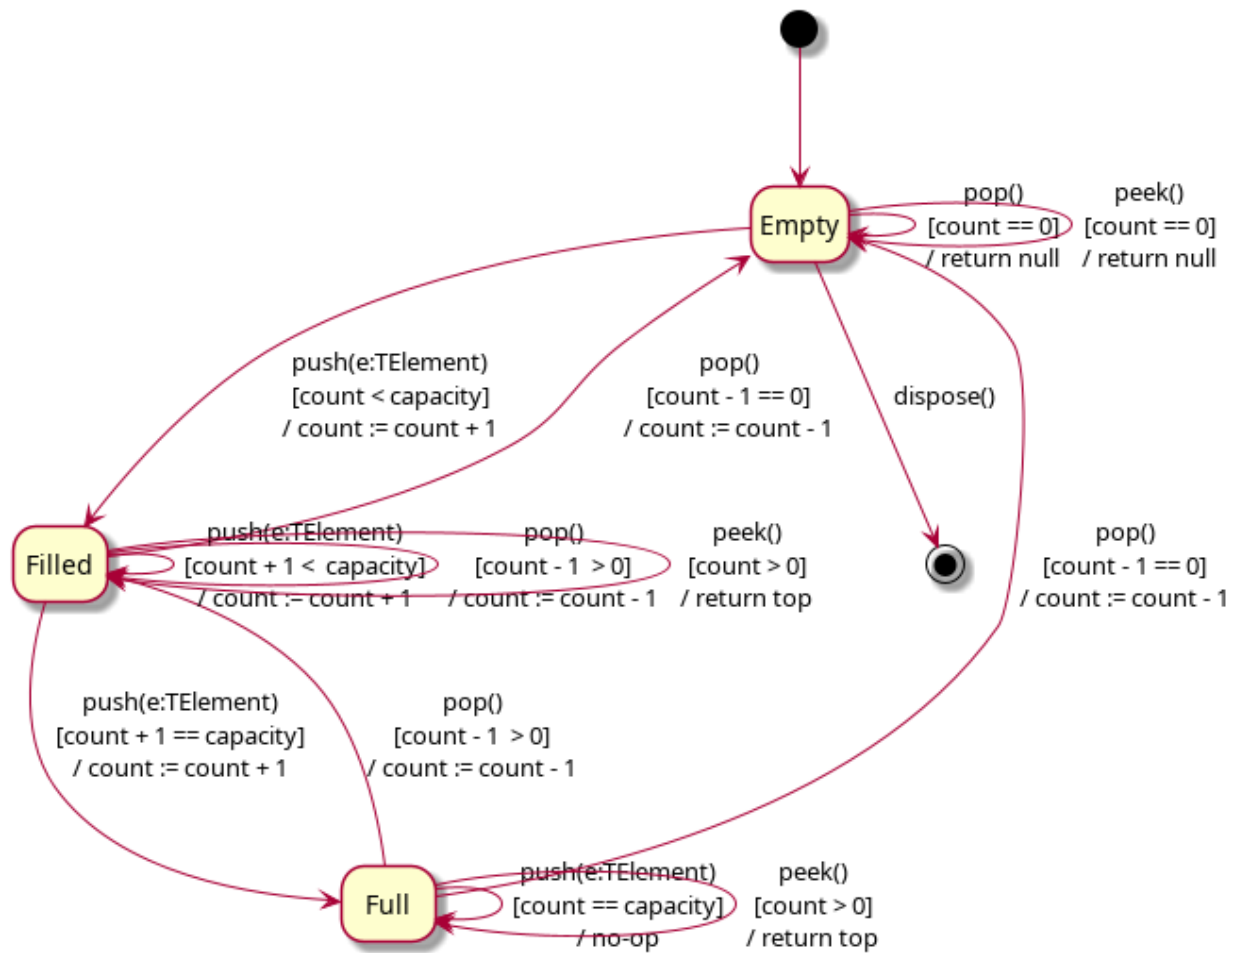 Empty
pop()
[count == 0]
/ return null
peek()
[count == 0]
/ return null
push(e:TElement)
[count < capacity]
/ count := count + 1
pop()
[count - 1 == 0]
/ count := count - 1
dispose()
Filled
push(e:TElement)
[count + 1 < capacity]
/ count := count + 1
pop()
[count - 1 > 0]
/ count := count - 1
peek()
[count > 0]
/ return top
pop()
[count - 1 == 0]
/ count := count - 1
push(e:TElement)
[count + 1 == capacity]
/ count := count + 1
pop()
[count - 1 > 0]
/ count := count - 1
Full
push(e:TElement)
[count == capacity]
/ no-op
peek()
[count > 0]
/ return top